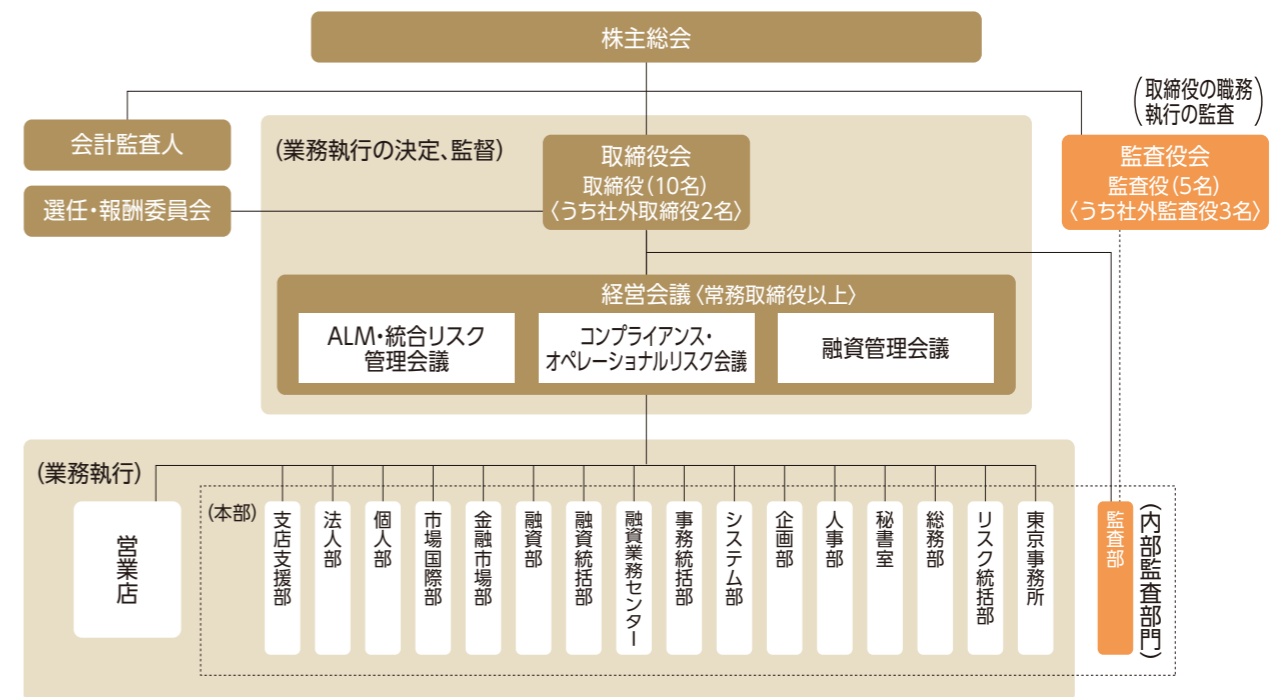 株主総会
(取締役の職務
執行の監査)
会計監査人
(業務執行の決定、監督)
取締役会
取締役(10名)
〈うち社外取締役2名〉
監査役会
監査役(5名)
〈うち社外監査役3名〉
選任・報酬委員会
経営会議〈常務取締役以上〉
ALM・統合リスク
管理会議
コンプライアンス・
オペレーショナルリスク会議
融資管理会議
(業務執行)
営業店
(本部)
支店支援部
法人部
個人部
市場国際部
金融市場部
融資部
融資統括部
融資業務センター
事務統括部
システム部
企画部
人事部
秘書室
総務部
リスク統括部
東京事務所
監査部
(内部監査部門)